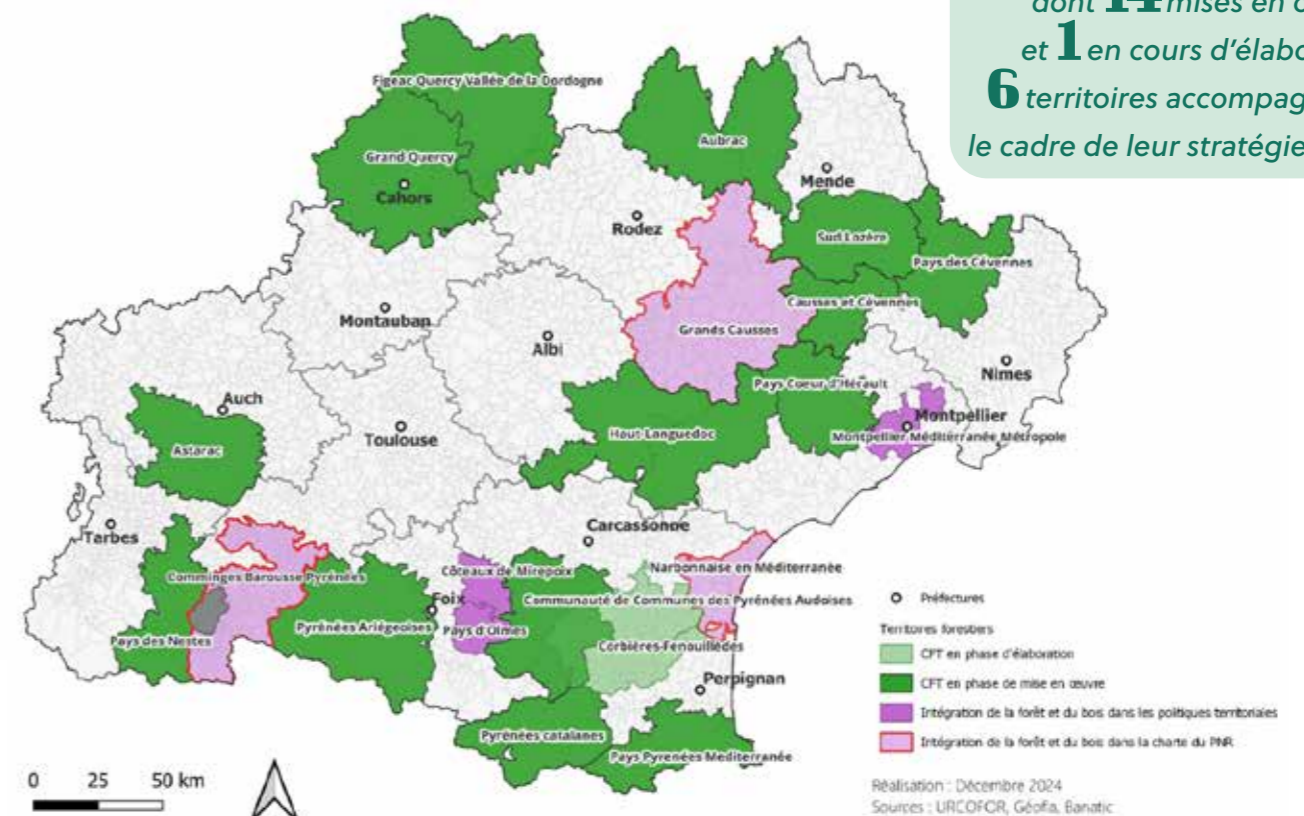 dont 14 mises en
et 1 en cours d'élabo
6 territoires accompag
le cadre de leur stratégie
Figeac Quercy Vallée de la Dordogne
Grand Quercy
Cahors
Aubrac
Mende
Rodez
Sud Lozère
Pays des Cévennes
Causses et Cévennes
Grands Causses
Montauban
Albi
Nîmes
Pays Coeur d'Hérault
Auch
Montpellier
Toulouse
Haut-Languedoc
Montpellier Méditerranée Métropole
Astarac
Tarbes
Carcassonne
Comminges Barousse Pyrénées
Côteaux de Mirepoix
Narbonnaise en Méditerranée
Foix
Communauté de Communes des Pyrénées Audoises
Pays des Nestes
Pyrénées Ariégeoises
Pays d'Olmes
Corbières-Fenouillèdes
Perpignan
Pyrénées catalanes
Pays Pyrenées Mediterranée
Préfectures
Territoires forestiers
CFT en phase d'élaboration
CFT en phase de mise en œuvre
Intégration de la forêt et du bois dans les politiques territoriales
Intégration de la forêt et du bois dans la charte du PNR
0 25 50 km
Réalisation : Décembre 2024
Sources : URCOFOR, Géofla, Banatic